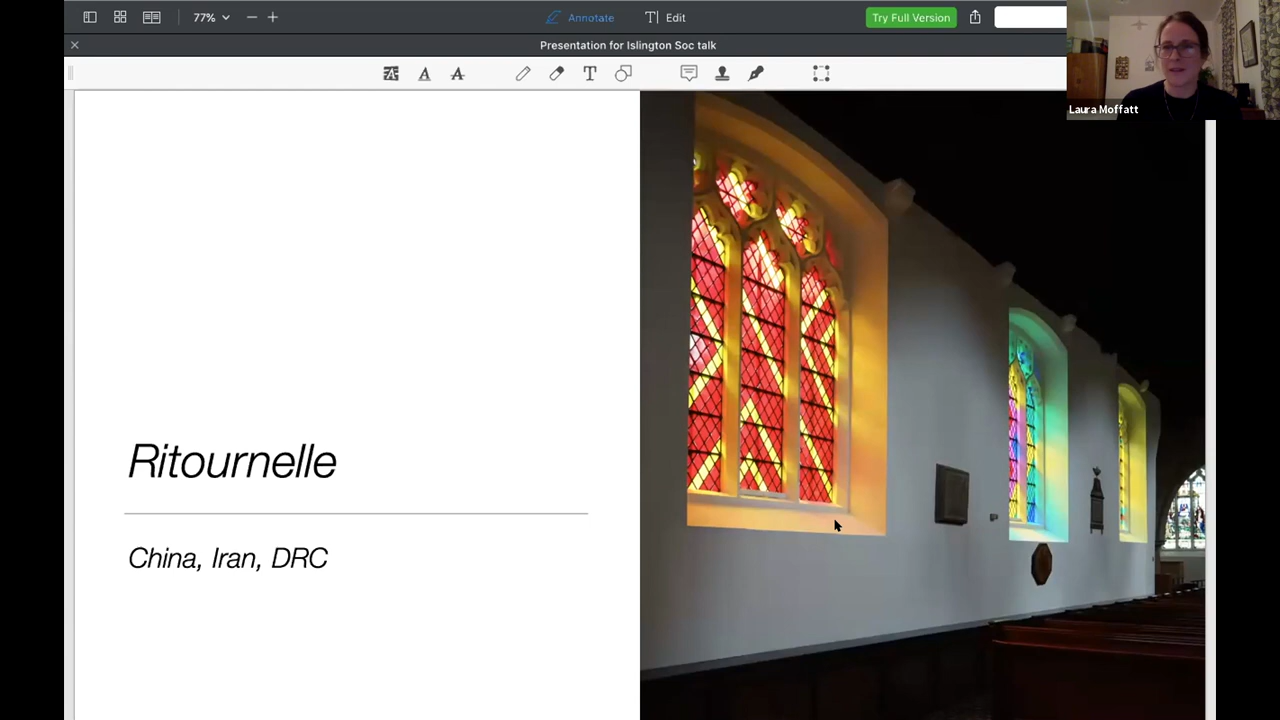 77%
Annotate
Edit
Try Full Version
Presentation for Islington Soc talk
Laura Moffatt
Ritournelle
China, Iran, DRC